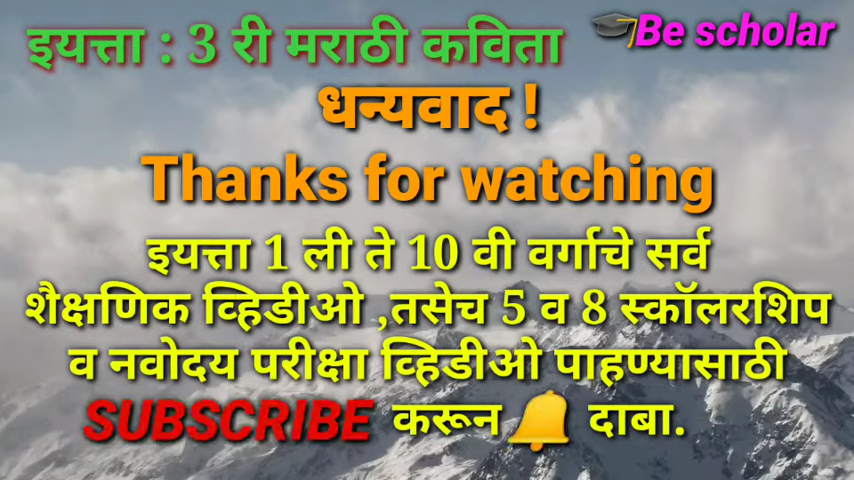 इयत्ता : 3 री मराठी कविता
Be scholar
धन्यवाद !
Thanks for watching
इयत्ता 1 ली ते 10 वी वर्गाचे सर्व
शैक्षणिक व्हिडीओ ,तसेच 5 व 8 स्कॉलरशिप
व नवोदय परीक्षा व्हिडीओ पाहण्यासाठी
SUBSCRIBE करून 🔔 दाबा.